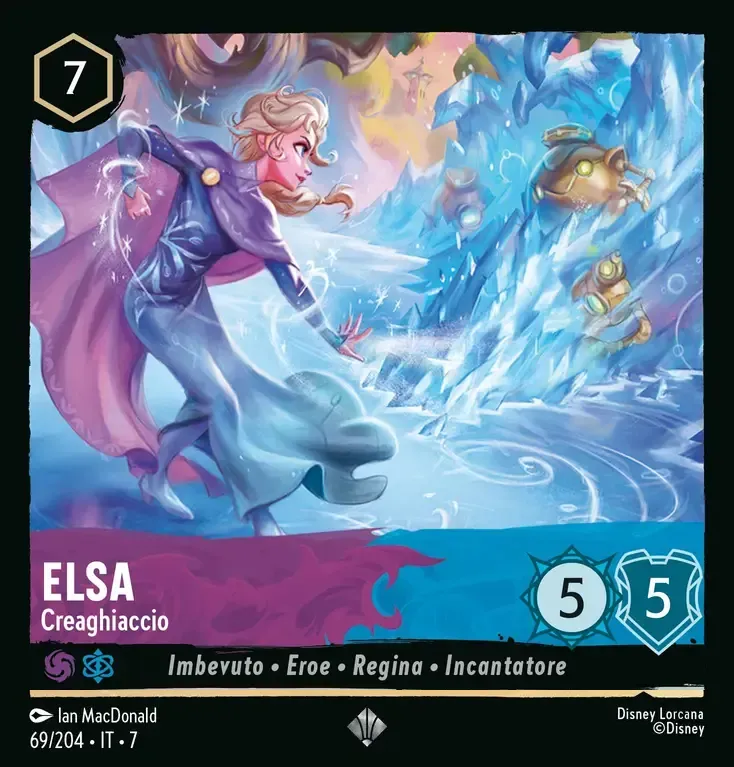 7
ELSA
Creaghiaccio
5
5
Imbevuto • Eroe • Regina • Incantatore
Ian MacDonald
69/204 • IT • 7
Disney Lorcana
©Disney